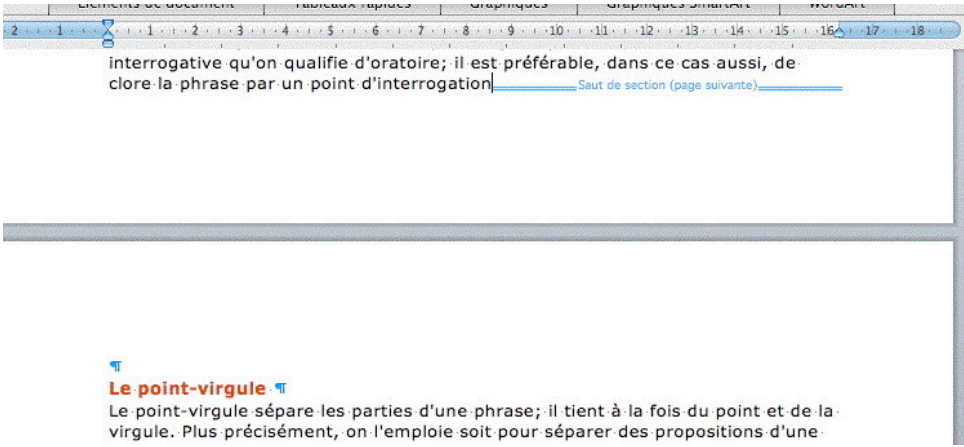 Éléments de document Tableaux rapides Graphiques Graphiques SmartArt WordArt
2 1 1 2 3 4 5 6 7 8 9 10 11 12 13 14 15 16 17 18
interrogative qu'on qualifie d'oratoire; il est préférable, dans ce cas aussi, de
clore la phrase par un point d'interrogation Saut de section (page suivante)
¶
Le point-virgule ¶
Le point-virgule sépare les parties d'une phrase; il tient à la fois du point et de la
virgule. Plus précisément, on l'emploie soit pour séparer des propositions d'une